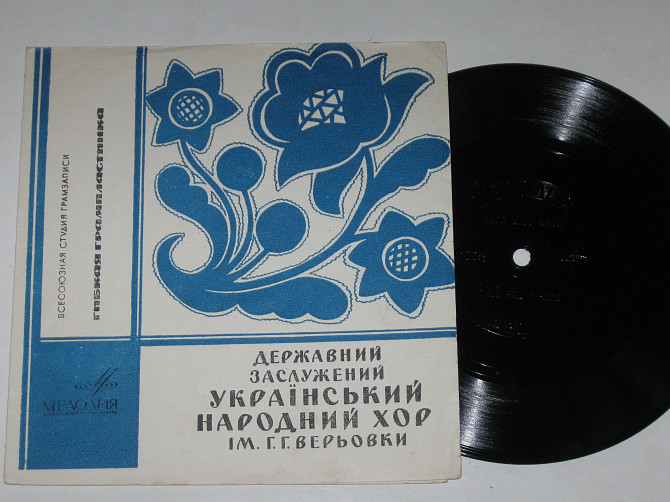 ВСЕСОЮЗНАЯ СТУДИЯ ГРАМЗАПИСИ
ГИБКАЯ ГРАМПЛАСТИНКА
МЕЛОДИЯ
ДЕРЖАВНИЙ
ЗАСЛУЖЕНИЙ
УКРАЇНСЬКИЙ
НАРОДНИЙ ХОР
ІМ. Г. Г. ВЕРЬОВКИ